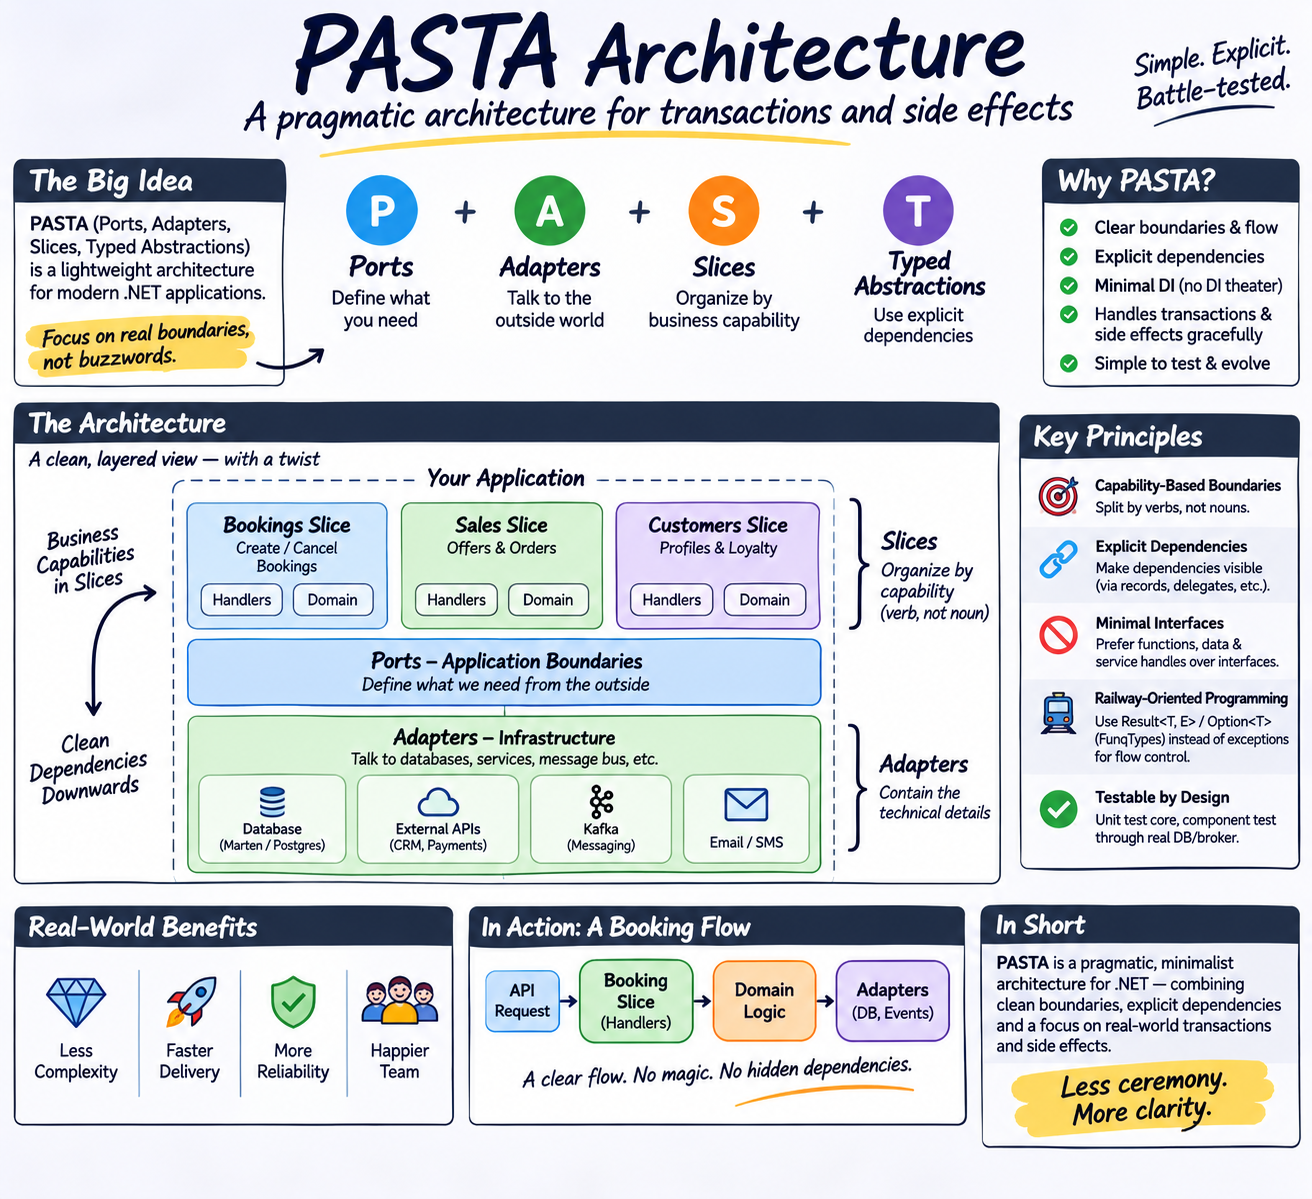 PASTA Architecture
A pragmatic architecture for transactions and side effects
Simple. Explicit.
Battle-tested.
The Big Idea
PASTA (Ports, Adapters,
Slices, Typed Abstractions)
is a lightweight architecture
for modern .NET applications.
Focus on real boundaries,
not buzzwords.
P + A + S + T
Ports
Define what
you need
Adapters
Talk to the
outside world
Slices
Organize by
business capability
Typed
Abstractions
Use explicit
dependencies
Why PASTA?
Clear boundaries & flow
Explicit dependencies
Minimal DI (no DI theater)
Handles transactions &
side effects gracefully
Simple to test & evolve
The Architecture
A clean, layered view — with a twist
Your Application
Business
Capabilities
in Slices
Clean
Dependencies
Downwards
Bookings Slice
Create / Cancel
Bookings
Handlers
Domain
Sales Slice
Offers & Orders
Handlers
Domain
Customers Slice
Profiles & Loyalty
Handlers
Domain
Slices
Organize by
capability
(verb, not noun)
Ports – Application Boundaries
Define what we need from the outside
Adapters – Infrastructure
Talk to databases, services, message bus, etc.
Database
(Marten / Postgres)
External APIs
(CRM, Payments)
Kafka
(Messaging)
Email / SMS
Adapters
Contain the
technical details
Key Principles
Capability-Based Boundaries
Split by verbs, not nouns.
Explicit Dependencies
Make dependencies visible
(via records, delegates, etc.).
Minimal Interfaces
Prefer functions, data &
service handles over interfaces.
Railway-Oriented Programming
Use Result<T, E> / Option<T>
(FunqTypes) instead of exceptions
for flow control.
Testable by Design
Unit test core, component test
through real DB/broker.
Real-World Benefits
Less
Complexity
Faster
Delivery
More
Reliability
Happier
Team
In Action: A Booking Flow
API
Request
Booking
Slice
(Handlers)
Domain
Logic
Adapters
(DB, Events)
A clear flow. No magic. No hidden dependencies.
In Short
PASTA is a pragmatic, minimalist
architecture for .NET — combining
clean boundaries, explicit dependencies
and a focus on real-world transactions
and side effects.
Less ceremony.
More clarity.